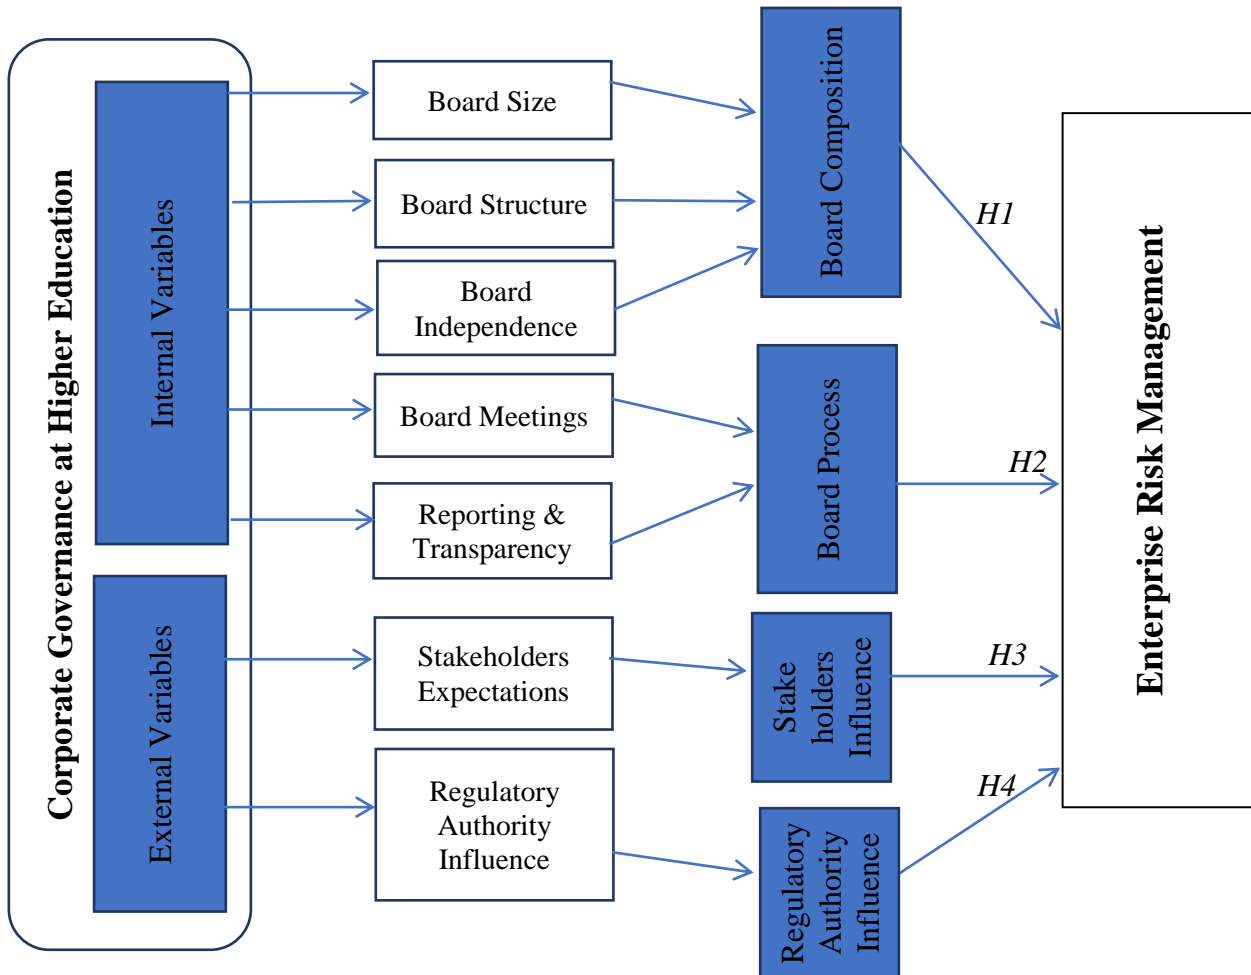 Corporate Governance at Higher Education
Internal Variables
External Variables
Board Size
Board Structure
Board
Independence
Board Meetings
Reporting &
Transparency
Stakeholders
Expectations
Regulatory
Authority
Influence
Board Composition
Board Process
Stake
holders
Influence
Regulatory
Authority
Influence
H1
H2
H3
H4
Enterprise Risk Management